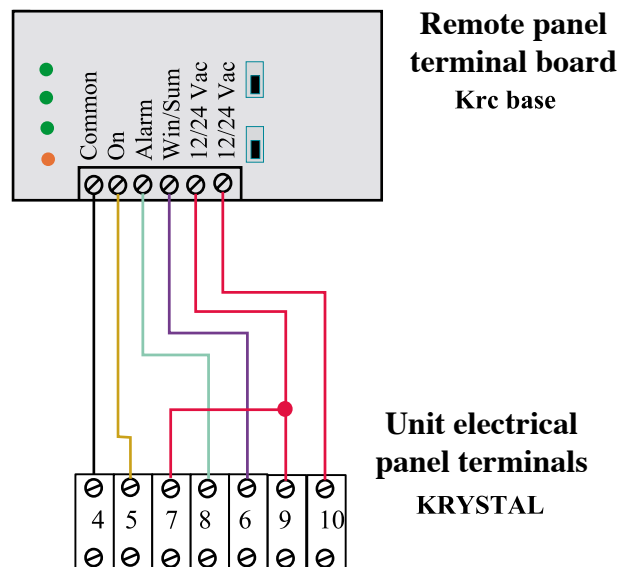 Remote panel
terminal board
Krc base
Common
On
Alarm
Win/Sum
12/24 Vac
12/24 Vac
Unit electrical
panel terminals
KRYSTAL
4 5 7 8 6 9 10